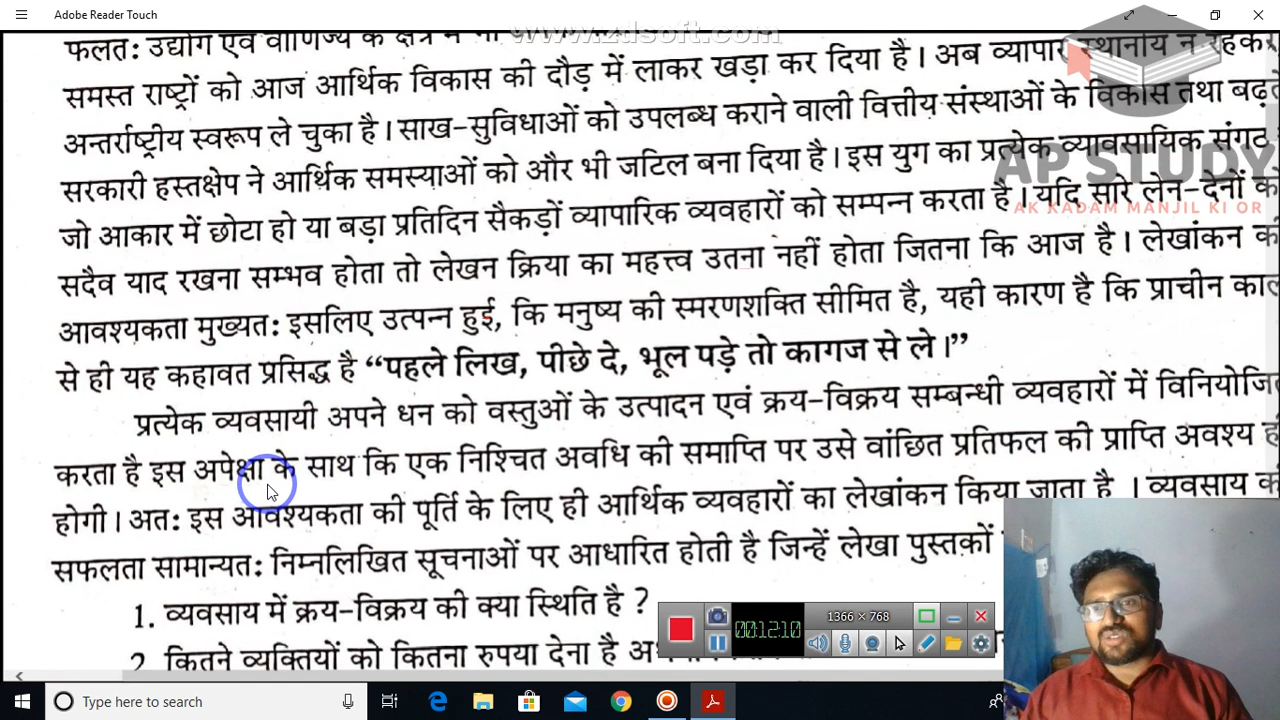 Adobe Reader Touch
www.zdsoft.com
फलत: उद्योग एवं वाणिज्य के क्षेत्र में
समस्त राष्ट्रों को आज आर्थिक विकास की दौड़ में लाकर खड़ा कर दिया है। अब व्यापार स्थानीय न रहकर
अन्तर्राष्ट्रीय स्वरूप ले चुका है। साख-सुविधाओं को उपलब्ध कराने वाली वित्तीय संस्थाओं के विकास तथा बढ़ते
सरकारी हस्तक्षेप ने आर्थिक समस्याओं को और भी जटिल बना दिया है। इस युग का प्रत्येक व्यावसायिक संगठ
जो आकार में छोटा हो या बड़ा प्रतिदिन सैकड़ों व्यापारिक व्यवहारों को सम्पन्न करता है। यदि सारे लेन-देनों को
सदैव याद रखना सम्भव होता तो लेखन क्रिया का महत्त्व उतना नहीं होता जितना कि आज है। लेखांकन क
आवश्यकता मुख्यत: इसलिए उत्पन्न हुई, कि मनुष्य की स्मरणशक्ति सीमित है, यही कारण है कि प्राचीन काल
से ही यह कहावत प्रसिद्ध है “पहले लिख, पीछे दे, भूल पड़े तो कागज से ले।”
प्रत्येक व्यवसायी अपने धन को वस्तुओं के उत्पादन एवं क्रय-विक्रय सम्बन्धी व्यवहारों में विनियोजित
करता है इस अपेक्षा के साथ कि एक निश्चित अवधि की समाप्ति पर उसे वांछित प्रतिफल की प्राप्ति अवश्य ही
होगी। अत: इस आवश्यकता की पूर्ति के लिए ही आर्थिक व्यवहारों का लेखांकन किया जाता है । व्यवसाय क
सफलता सामान्यत: निम्नलिखित सूचनाओं पर आधारित होती है जिन्हें लेखा पुस्तकों
1. व्यवसाय में क्रय-विक्रय की क्या स्थिति है ?
2. कितने व्यक्तियों को कितना रुपया देना है
AP STUDY
AK KADAM MANJIL KI OR
1366 × 768
00:12:10
Type here to search